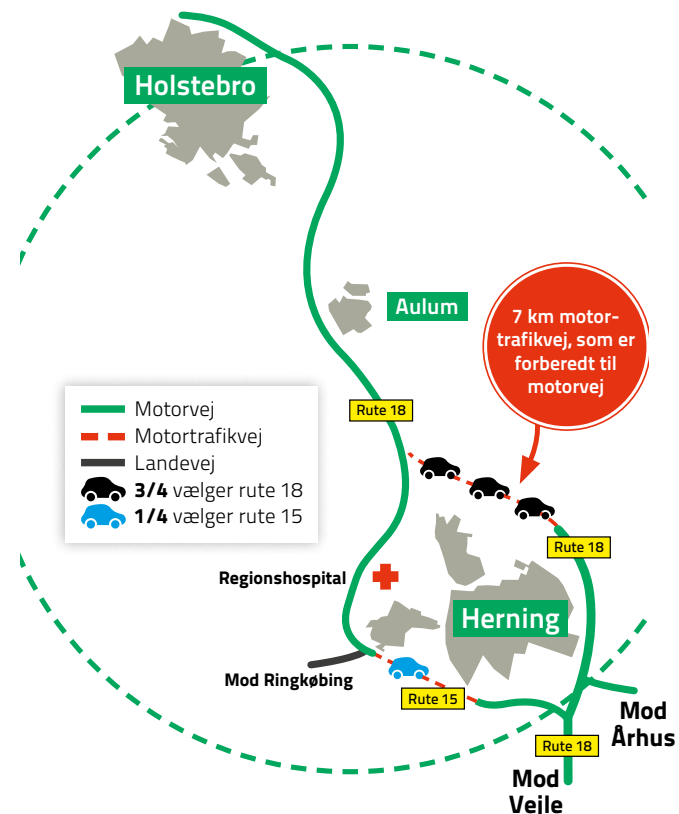 Holstebro
Aulum
7 km motor-
trafikvej, som er
forberedt til
motorvej
Rute 18
Motorvej
Motortrafikvej
Landevej
3/4 vælger rute 18
1/4 vælger rute 15
Rute 18
Regionshospital
Herning
Mod Ringkøbing
Rute 15
Mod
Århus
Rute 18
Mod
Vejle